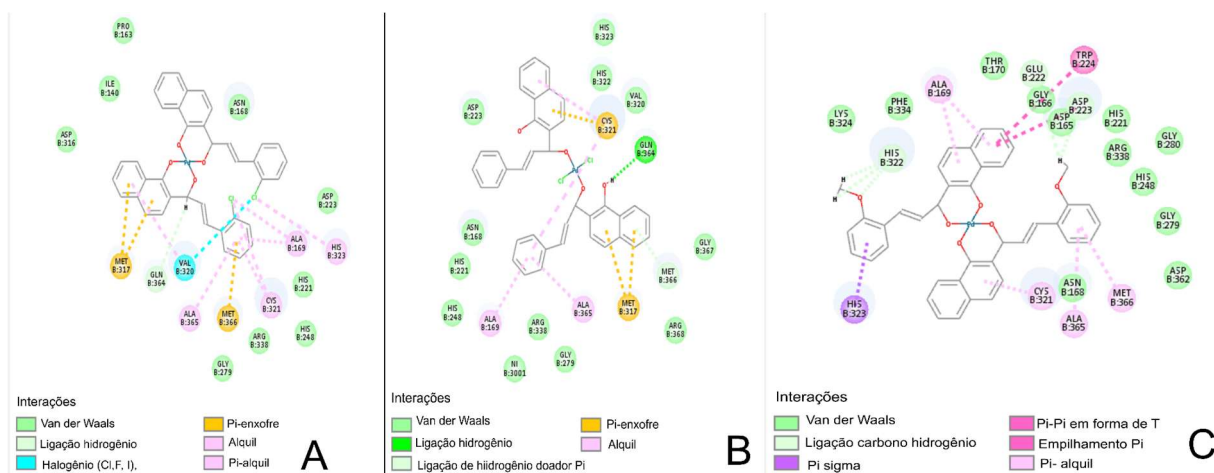 PRO
B:163
ILE
B:140
ASN
B:168
ASP
B:316
ASP
B:223
MET
B:317
GLN
B:364
VAL
B:320
ALA
B:169
HIS
B:323
HIS
B:221
CYS
B:321
ALA
B:365
MET
B:366
ARG
B:338
HIS
B:248
GLY
B:279
H
Cl
Interações
Van der Waals
Ligação hidrogênio
Halogênio (Cl,F, I),
Pi-enxofre
Alquil
Pi-alquil
A
HIS
B:323
HIS
B:322
VAL
B:320
ASP
B:223
CYS
B:321
GLN
B:364
Cl
Cl
H
ASN
B:168
HIS
B:221
GLY
B:367
MET
B:366
HIS
B:248
ALA
B:169
ARG
B:338
ALA
B:365
MET
B:317
ARG
B:368
NI
B:3001
GLY
B:279
Interações
Van der Waals
Ligação hidrogênio
Ligação de hiidrogênio doador Pi
Pi-enxofre
Alquil
B
TRP
B:224
THR
B:170
GLU
B:222
ALA
B:169
GLY
B:166
ASP
B:223
LYS
B:324
PHE
B:334
ASP
B:165
HIS
B:221
GLY
B:280
HIS
B:322
ARG
B:338
HIS
B:248
H
H
H
GLY
B:279
ASP
B:362
CYS
B:321
ASN
B:168
MET
B:366
HIS
B:323
ALA
B:365
Interações
Van der Waals
Ligação carbono hidrogênio
Pi sigma
Pi-Pi em forma de T
Empilhamento Pi
Pi- alquil
C